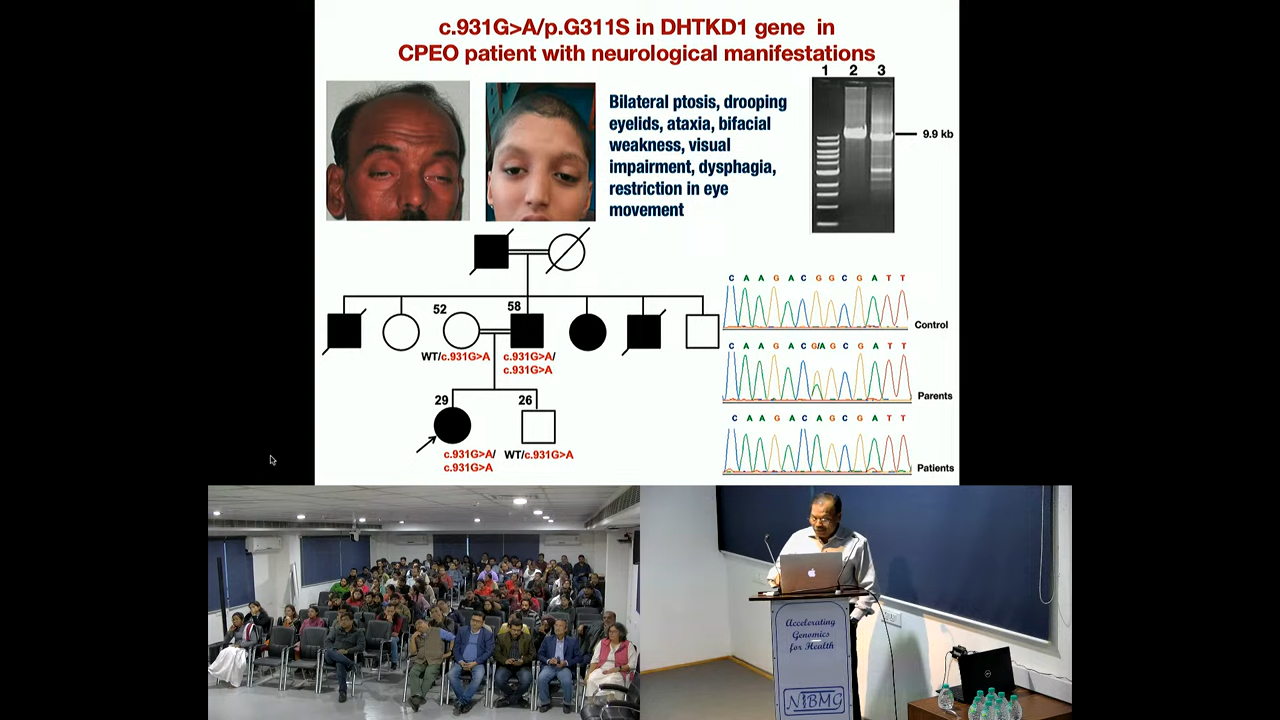 c.931G>A/p.G311S in DHTKD1 gene in
CPEO patient with neurological manifestations
Bilateral ptosis, drooping
eyelids, ataxia, bifacial
weakness, visual
impairment, dysphagia,
restriction in eye
movement
1 2 3
9.9 kb
52
58
WT/c.931G>A
c.931G>A/
c.931G>A
29
26
c.931G>A/
c.931G>A
WT/c.931G>A
C A A G A C G G C G A T T
Control
C A A G A C G/A G C G A T T
Parents
C A A G A C A G C G A T T
Patients
Accelerating
Genomics
for Health
NIBMG